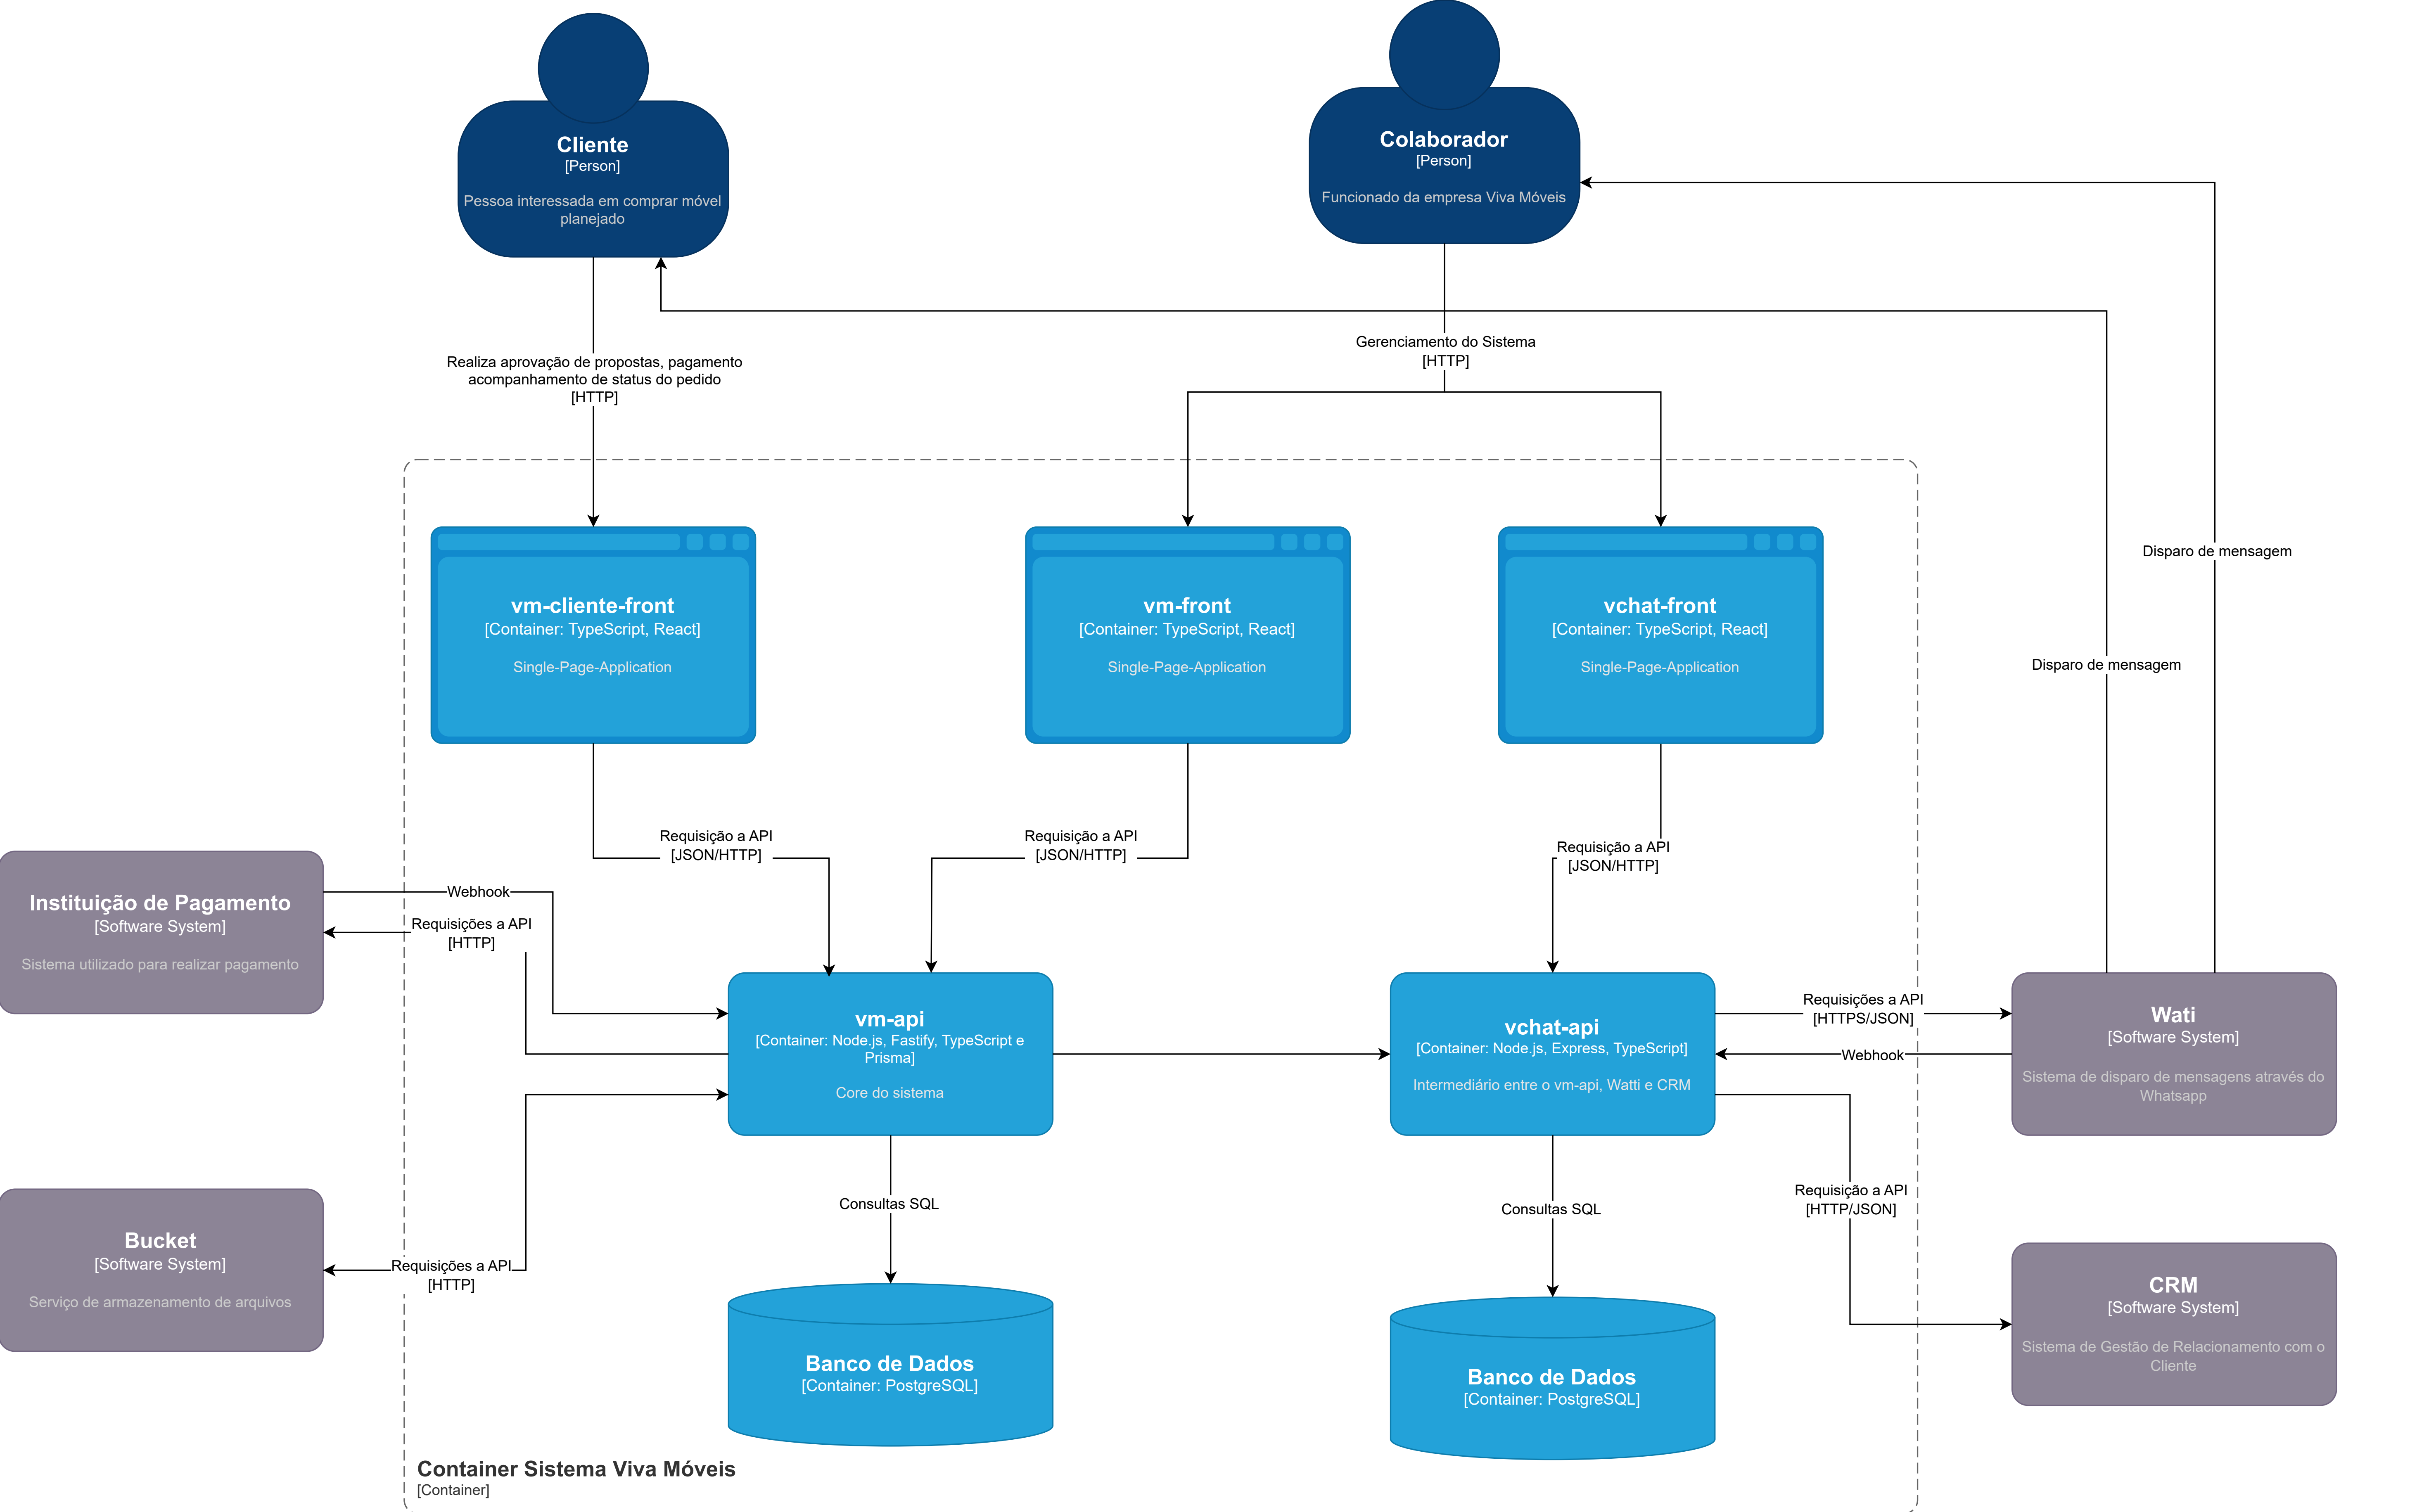 Cliente
[Person]
Pessoa interessada em comprar móvel
planejado
Colaborador
[Person]
Funcionado da empresa Viva Móveis
Realiza aprovação de propostas, pagamento
acompanhamento de status do pedido
[HTTP]
Gerenciamento do Sistema
[HTTP]
Disparo de mensagem
Disparo de mensagem
vm-cliente-front
[Container: TypeScript, React]
Single-Page-Application
vm-front
[Container: TypeScript, React]
Single-Page-Application
vchat-front
[Container: TypeScript, React]
Single-Page-Application
Requisição a API
[JSON/HTTP]
Requisição a API
[JSON/HTTP]
Requisição a API
[JSON/HTTP]
Instituição de Pagamento
[Software System]
Sistema utilizado para realizar pagamento
Webhook
Requisições a API
[HTTP]
vm-api
[Container: Node.js, Fastify, TypeScript e
Prisma]
Core do sistema
vchat-api
[Container: Node.js, Express, TypeScript]
Intermediário entre o vm-api, Watti e CRM
Requisições a API
[HTTPS/JSON]
Webhook
Wati
[Software System]
Sistema de disparo de mensagens através do
Whatsapp
Bucket
[Software System]
Serviço de armazenamento de arquivos
Requisições a API
[HTTP]
Consultas SQL
Consultas SQL
Requisição a API
[HTTP/JSON]
CRM
[Software System]
Sistema de Gestão de Relacionamento com o
Cliente
Banco de Dados
[Container: PostgreSQL]
Banco de Dados
[Container: PostgreSQL]
Container Sistema Viva Móveis
[Container]